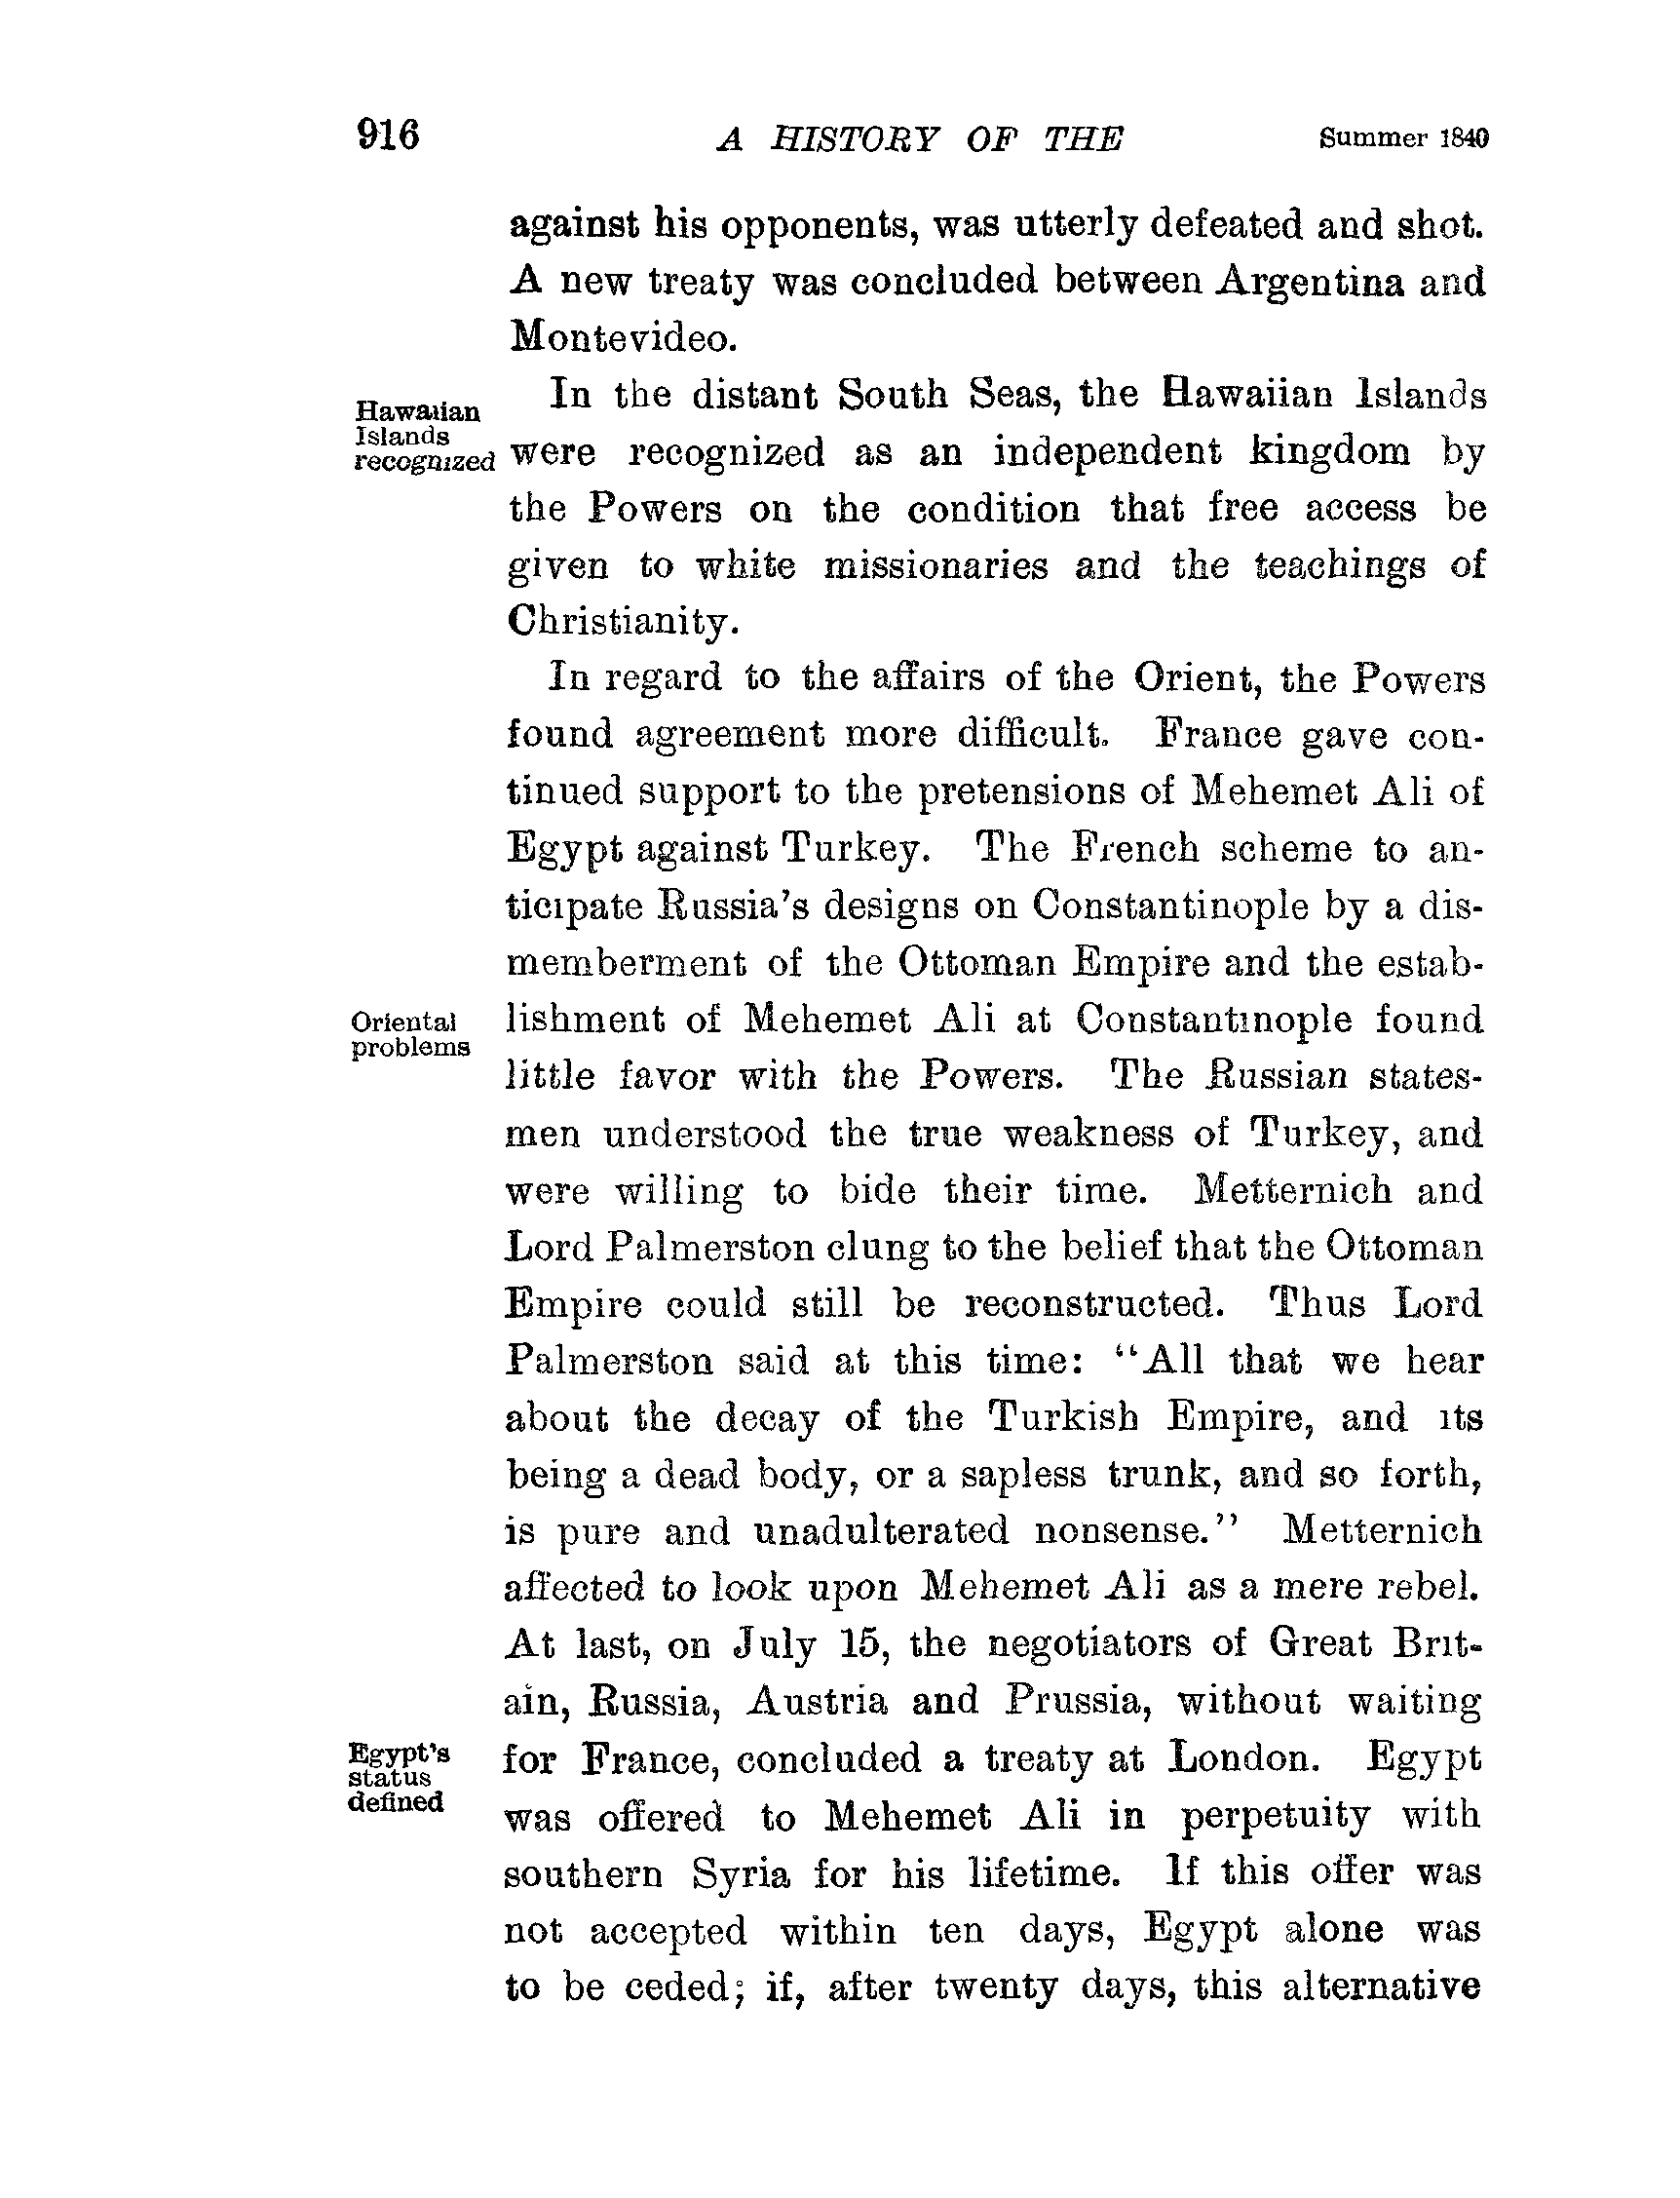 916 A HISTORY OF THE Summer 1840
against his opponents, was utterly defeated and shot.
A new treaty was concluded between Argentina and
Montevideo.
Hawaiian
Islands
recognized
In the distant South Seas, the Hawaiian Islands
were recognized as an independent kingdom by
the Powers on the condition that free access be
given to white missionaries and the teachings of
Christianity.
In regard to the affairs of the Orient, the Powers
found agreement more difficult. France gave con-
tinued support to the pretensions of Mehemet Ali of
Egypt against Turkey. The French scheme to an-
ticipate Russia's designs on Constantinople by a dis-
memberment of the Ottoman Empire and the estab-
Oriental
problems
lishment of Mehemet Ali at Constantinople found
little favor with the Powers. The Russian states-
men understood the true weakness of Turkey, and
were willing to bide their time. Metternich and
Lord Palmerston clung to the belief that the Ottoman
Empire could still be reconstructed. Thus Lord
Palmerston said at this time: "All that we hear
about the decay of the Turkish Empire, and its
being a dead body, or a sapless trunk, and so forth,
is pure and unadulterated nonsense." Metternich
affected to look upon Mehemet Ali as a mere rebel.
At last, on July 15, the negotiators of Great Brit-
ain, Russia, Austria and Prussia, without waiting
Egypt's
status
defined
for France, concluded a treaty at London. Egypt
was offered to Mehemet Ali in perpetuity with
southern Syria for his lifetime. If this offer was
not accepted within ten days, Egypt alone was
to be ceded; if, after twenty days, this alternative